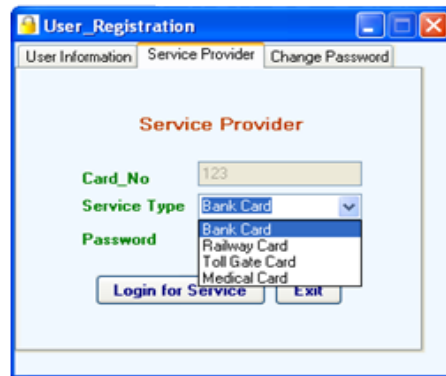 User_Registration
User Information Service Provider Change Password
Service Provider
Card_No 123
Service Type Bank Card
Bank Card
Password Railway Card
Toll Gate Card
Medical Card
Login for Service Exit